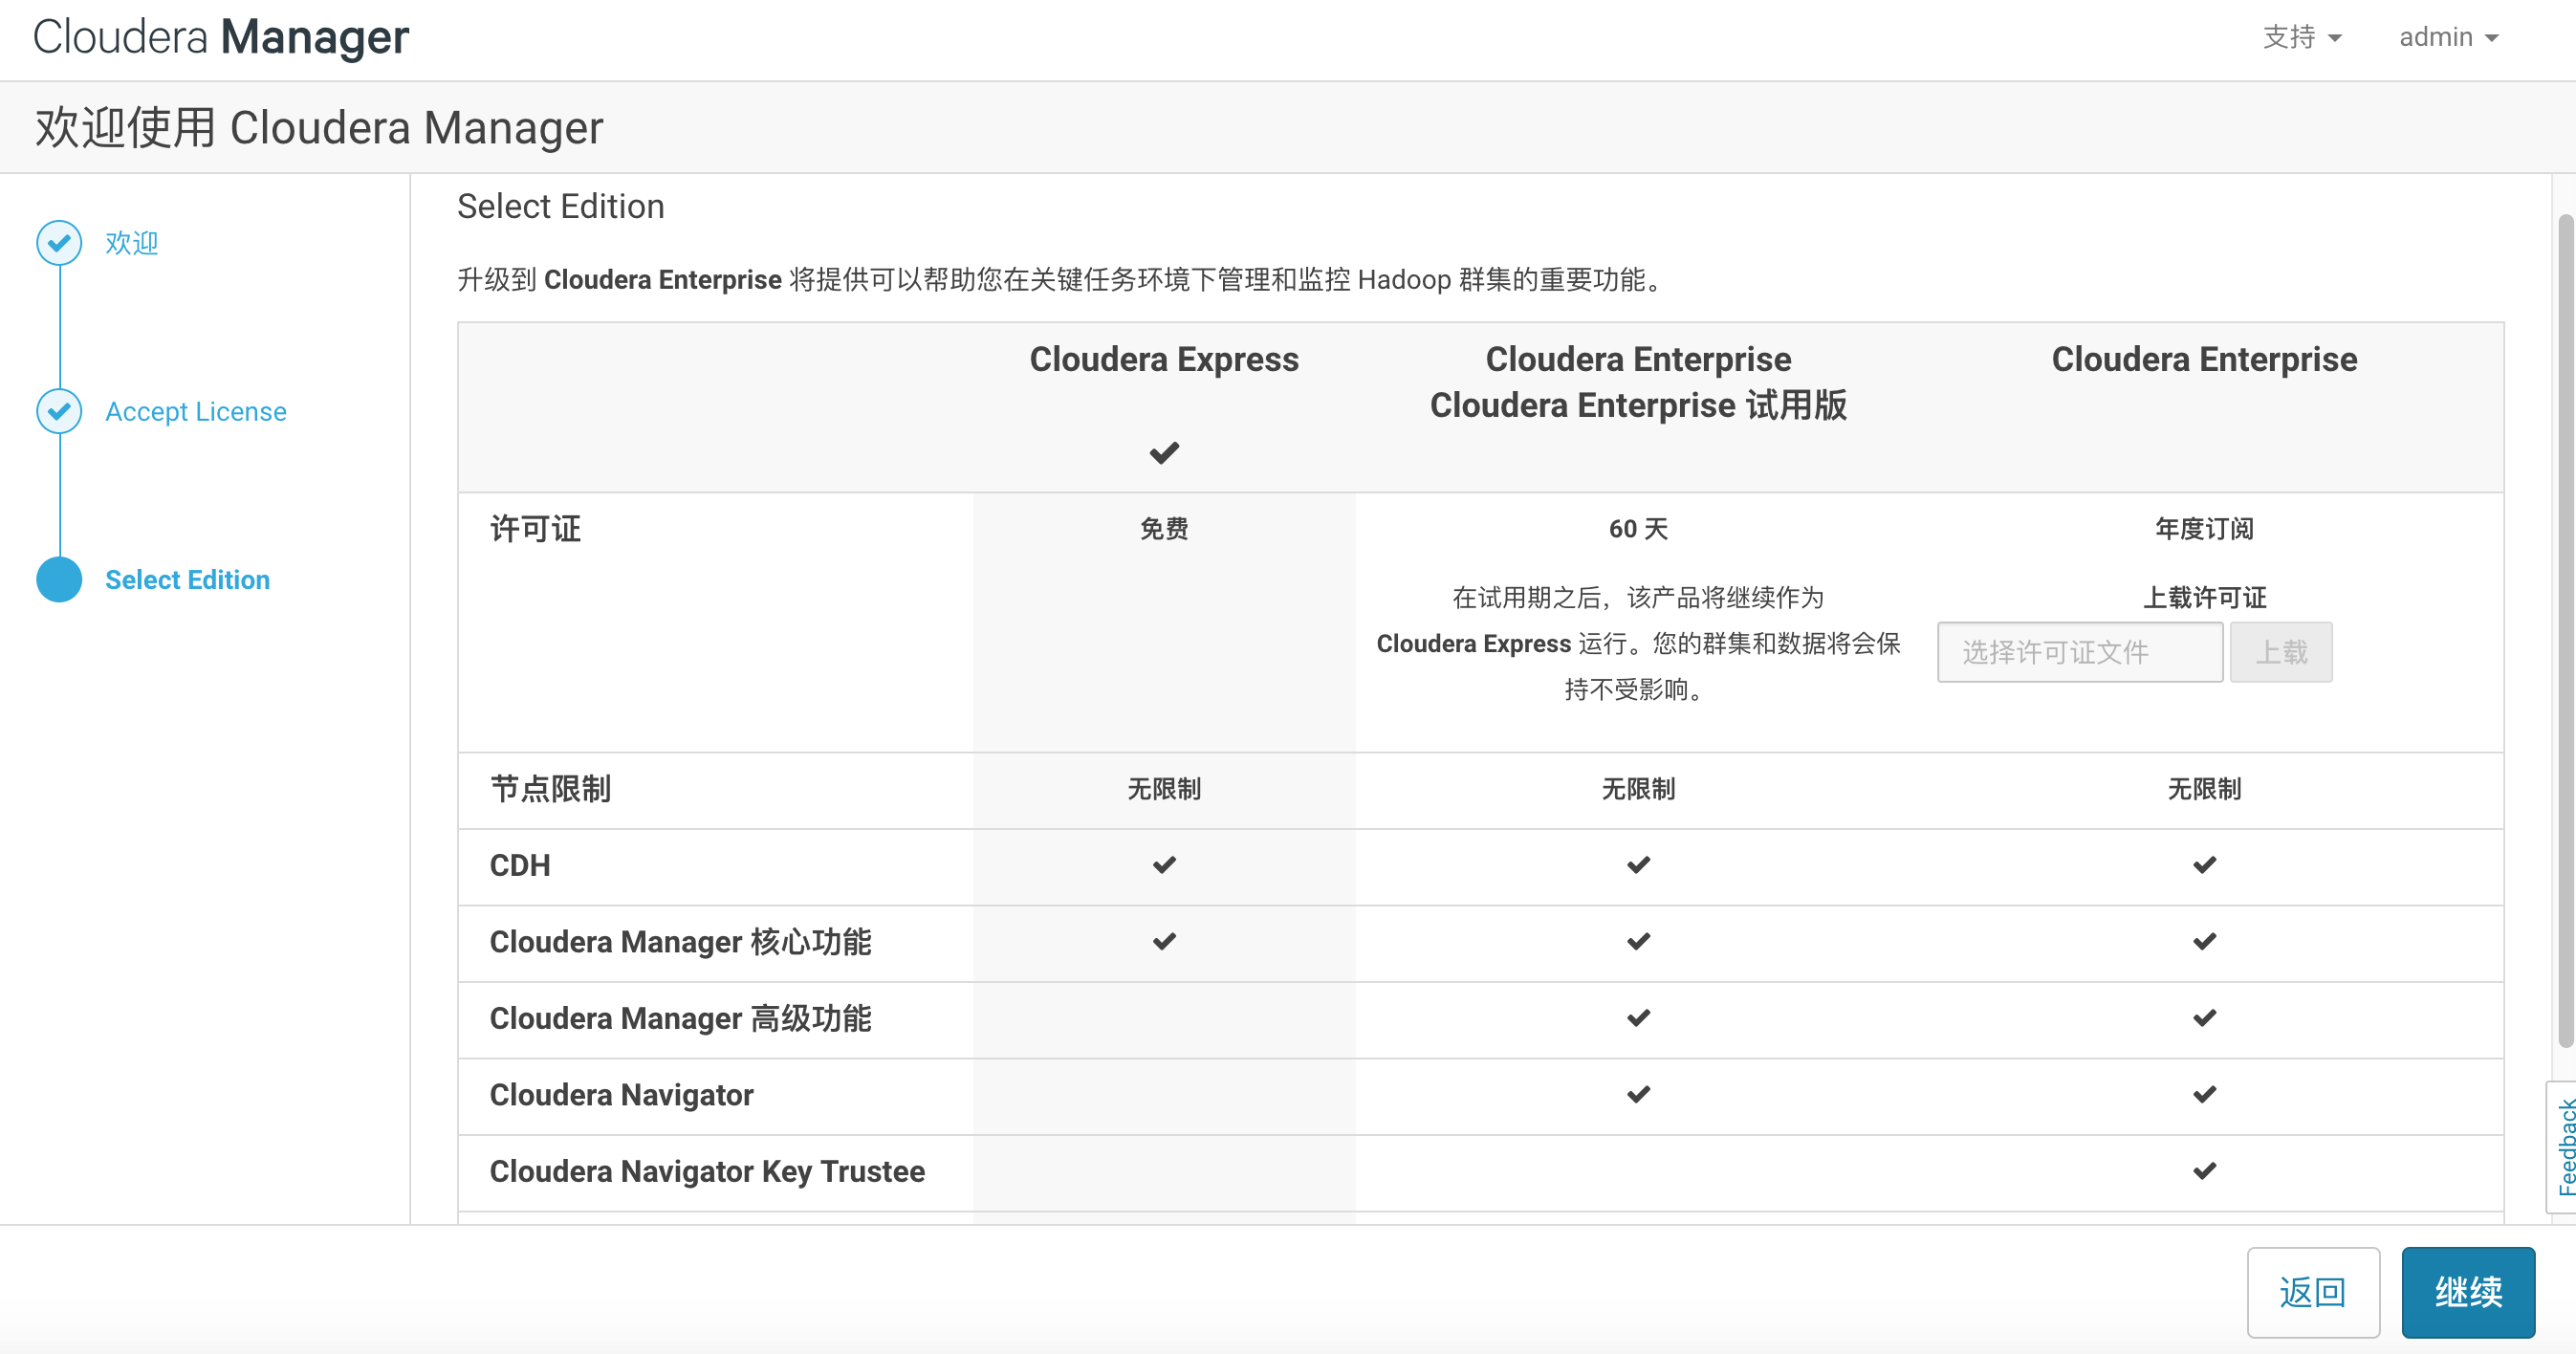 Cloudera Manager
支持
admin
欢迎使用 Cloudera Manager
欢迎
Accept License
Select Edition
Select Edition
升级到 Cloudera Enterprise 将提供可以帮助您在关键任务环境下管理和监控 Hadoop 群集的重要功能。
Cloudera Express
Cloudera Enterprise
Cloudera Enterprise 试用版
Cloudera Enterprise
许可证
免费
60 天
在试用期之后，该产品将继续作为
Cloudera Express 运行。您的群集和数据将会保
持不受影响。
年度订阅
上载许可证
选择许可证文件
上载
节点限制
无限制
无限制
无限制
CDH
Cloudera Manager 核心功能
Cloudera Manager 高级功能
Cloudera Navigator
Cloudera Navigator Key Trustee
Feedback
返回
继续